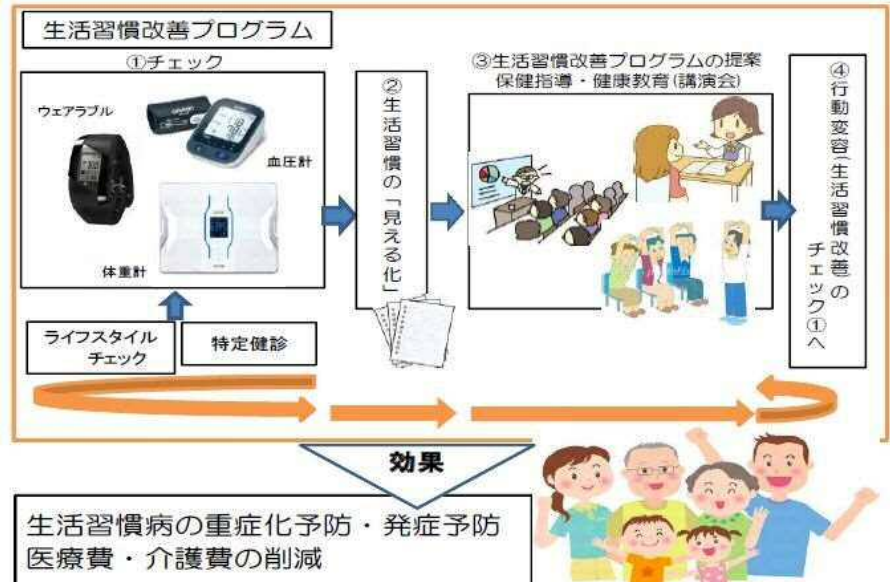 生活習慣改善プログラム
①チェック
ウェアラブル
血圧計
体重計
ライフスタイル
チェック
特定健診
②生活習慣の「見える化」
③生活習慣改善プログラムの提案
保健指導・健康教育(講演会)
④行動変容(生活習慣改善)の
チェック①へ
効果
生活習慣病の重症化予防・発症予防
医療費・介護費の削減